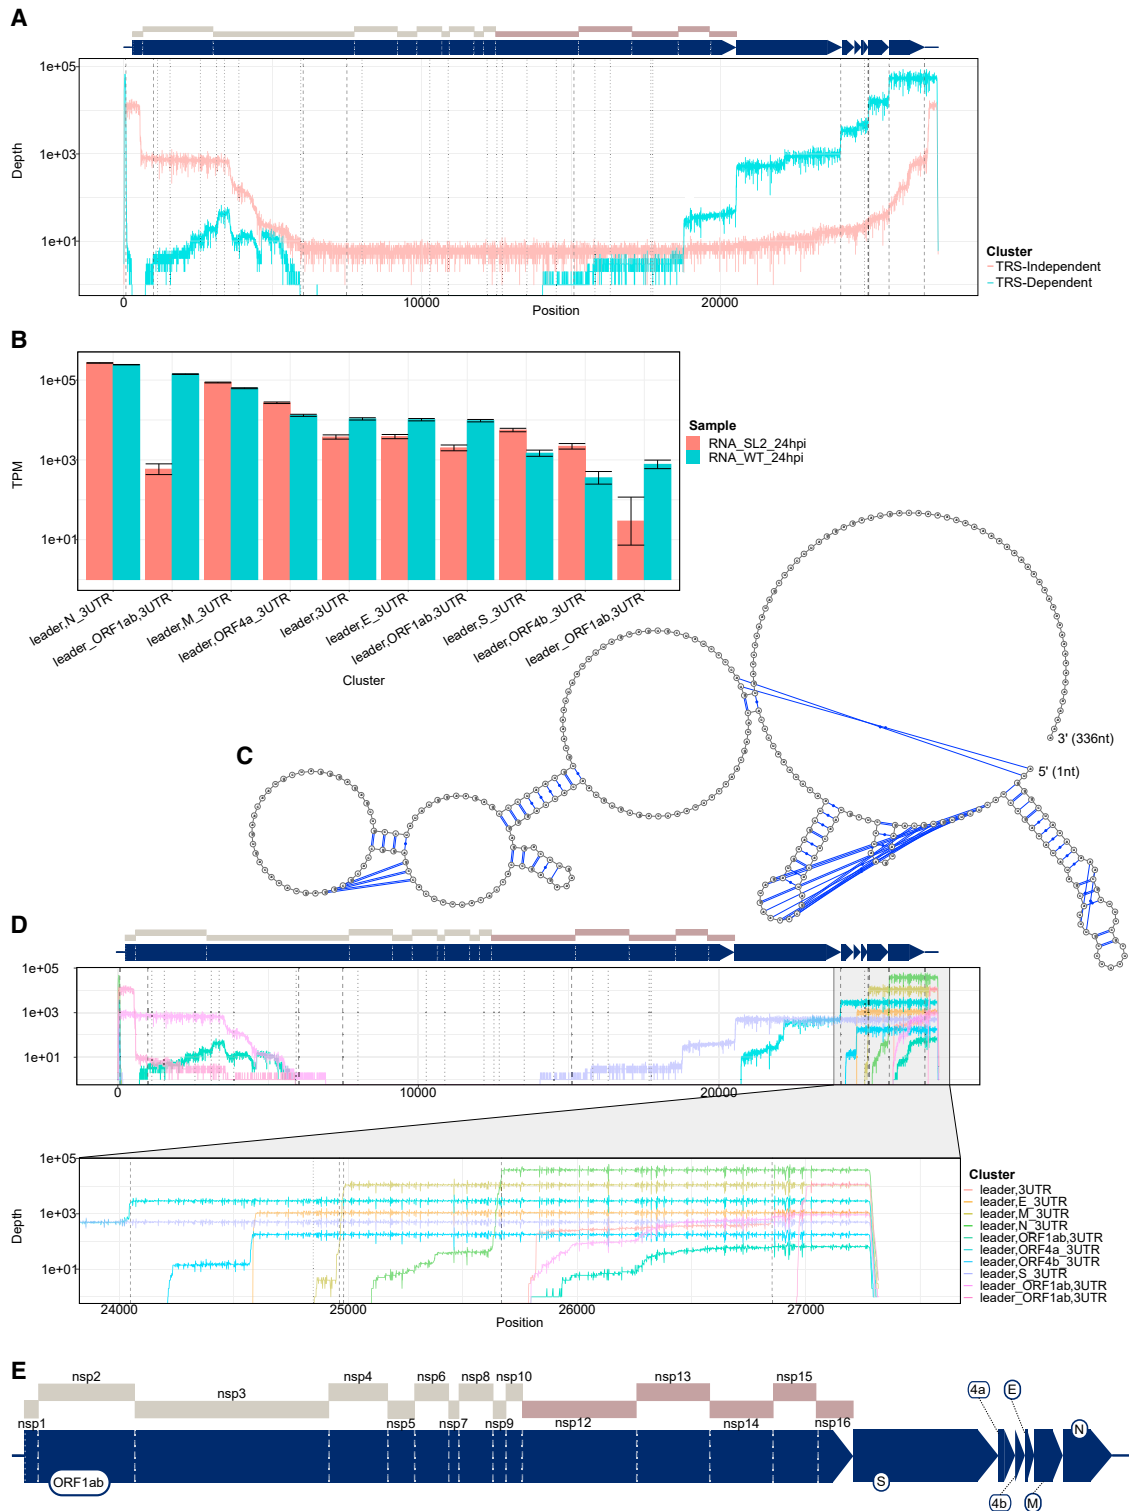 A
1e+05
1e+03
1e+01
Depth
0
10000
20000
Position
Cluster
TRS-Independent
TRS-Dependent
B
1e+05
1e+03
1e+01
TPM
Sample
RNA_SL2_24hpi
RNA_WT_24hpi
leader,N_3UTR
leader_ORF1ab,3UTR
leader,M_3UTR
leader,ORF4a_3UTR
leader,3UTR
leader,E_3UTR
leader,ORF1ab,3UTR
leader,S_3UTR
leader,ORF4b_3UTR
leader_ORF1ab,3UTR
Cluster
C
3' (336nt)
5' (1nt)
D
1e+05
1e+03
1e+01
0
10000
20000
1e+05
1e+03
1e+01
Depth
24000
25000
26000
27000
Position
Cluster
leader,3UTR
leader,E_3UTR
leader,M_3UTR
leader,N_3UTR
leader,ORF1ab,3UTR
leader,ORF4a_3UTR
leader,ORF4b_3UTR
leader,S_3UTR
leader_ORF1ab,3UTR
leader_ORF1ab,3UTR
E
nsp2
nsp4
nsp6
nsp8
nsp10
nsp13
nsp15
4a
E
nsp1
nsp3
nsp5
nsp7
nsp9
nsp12
nsp14
nsp16
N
ORF1ab
S
4b
M